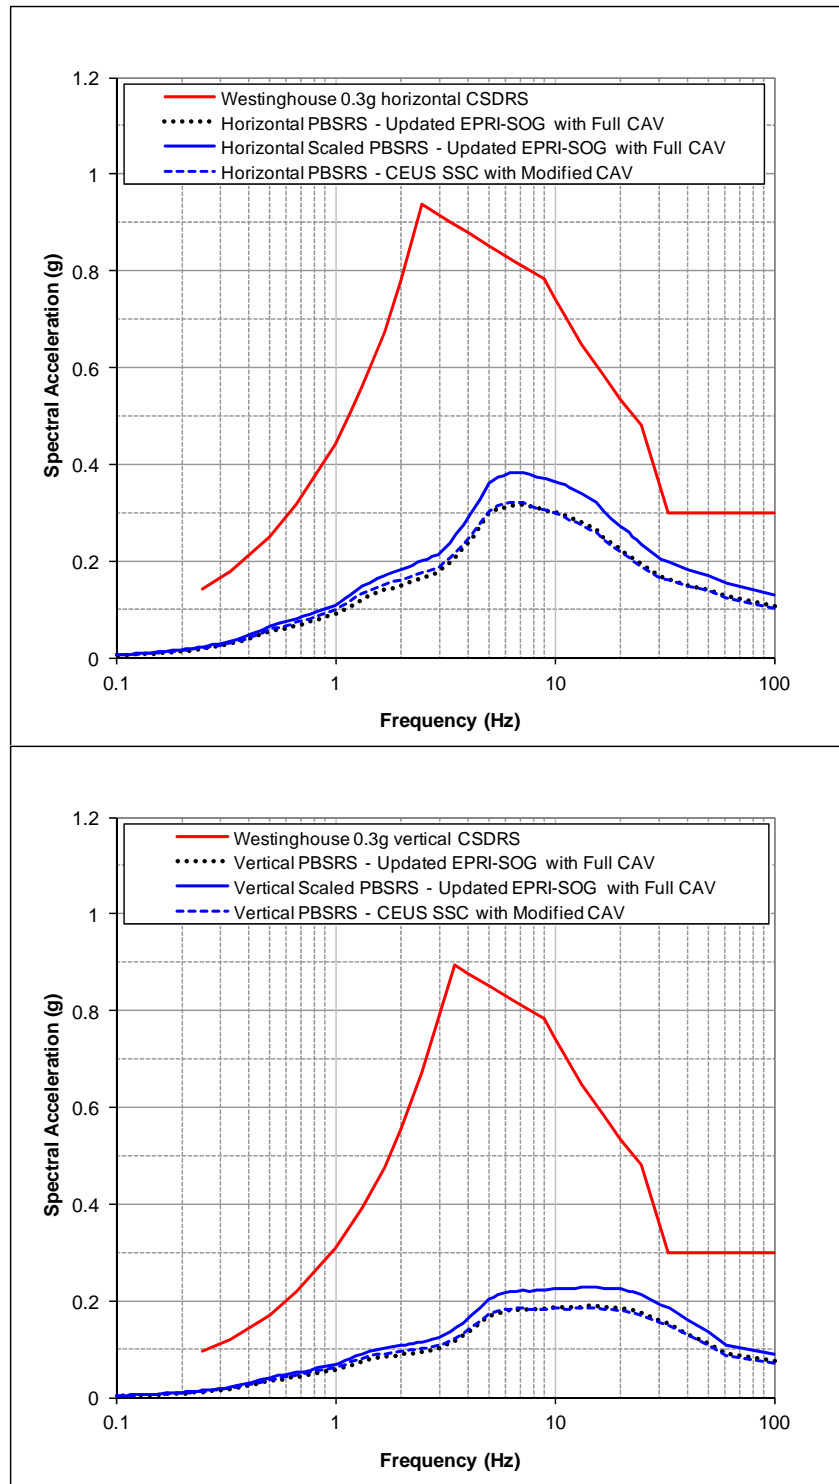 1.2
Westinghouse 0.3g horizontal CSDRS
Horizontal PBSRS - Updated EPRI-SOG with Full CAV
Horizontal Scaled PBSRS - Updated EPRI-SOG with Full CAV
Horizontal PBSRS - CEUS SSC with Modified CAV
1
0.8
0.6
0.4
0.2
0
Spectral Acceleration (g)
0.1 1 10 100
Frequency (Hz)
1.2
Westinghouse 0.3g vertical CSDRS
Vertical PBSRS - Updated EPRI-SOG with Full CAV
Vertical Scaled PBSRS - Updated EPRI-SOG with Full CAV
Vertical PBSRS - CEUS SSC with Modified CAV
1
0.8
0.6
0.4
0.2
0
Spectral Acceleration (g)
0.1 1 10 100
Frequency (Hz)